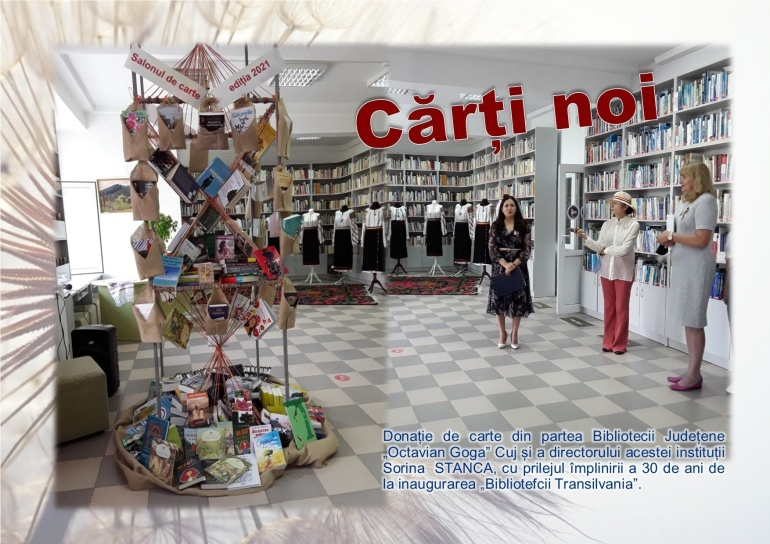 Salonul de carte
ediția 2021
Cărți noi
Donație de carte din partea Bibliotecii Județene
„Octavian Goga” Cuj și a directorului acestei instituții
Sorina STANCA, cu prilejul împlinirii a 30 de ani de
la inaugurarea „Bibliotefcii Transilvania”.